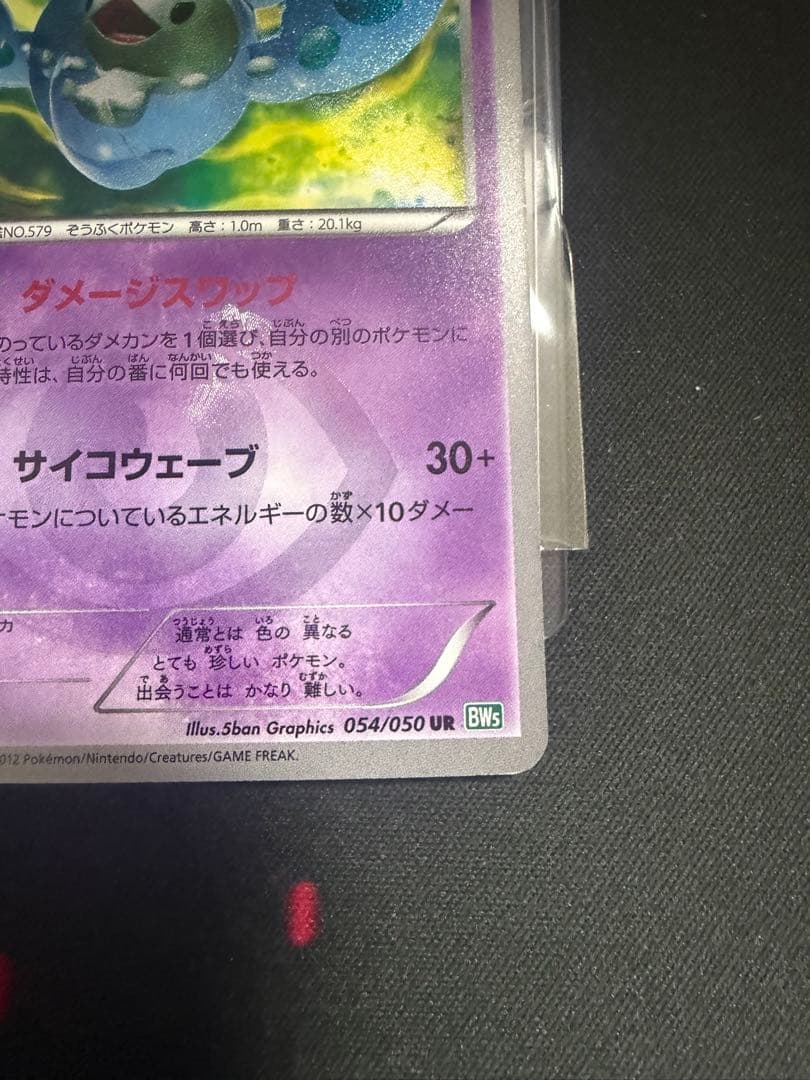 NO.579 ぞうふくポケモン 高さ：1.0m 重さ：20.1kg
ダメージスワップ
のっているダメカンを1個選び、自分の別のポケモンに
特性は、自分の番に何回でも使える。
サイコウェーブ 30+
モンについているエネルギーの数×10ダメー
カ
通常とは 色の 異なる
とても 珍しい ポケモン。
出会うことは かなり 難しい。
Illus.5ban Graphics 054/050 UR BW5
012 Pokémon/Nintendo/Creatures/GAME FREAK.